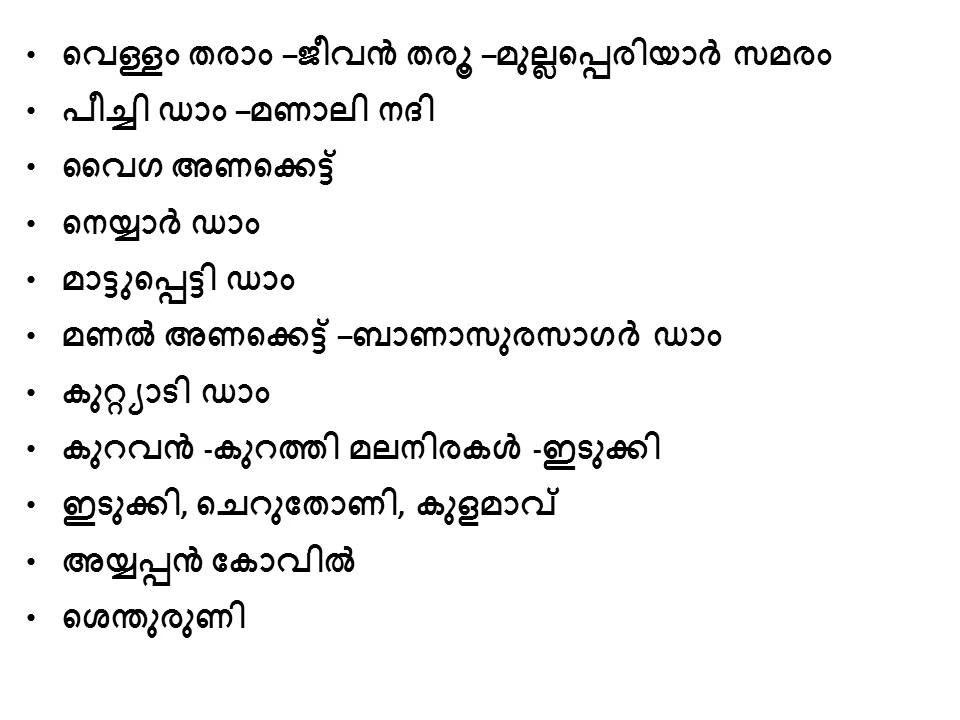 • വെള്ളം തരാം –ജീവൻ തരൂ –മുല്ലപ്പെരിയാർ സമരം
• പീച്ചി ഡാം –മണാലി നദി
• വൈഗ അണക്കെട്ട്
• നെയ്യാർ ഡാം
• മാട്ടുപ്പെട്ടി ഡാം
• മണൽ അണക്കെട്ട് –ബാണാസുരസാഗർ ഡാം
• കുറ്റ്യാടി ഡാം
• കുറവൻ -കുറത്തി മലനിരകൾ -ഇടുക്കി
• ഇടുക്കി, ചെറുതോണി, കുളമാവ്
• അയ്യപ്പൻ കോവിൽ
• ശെന്തുരുണി